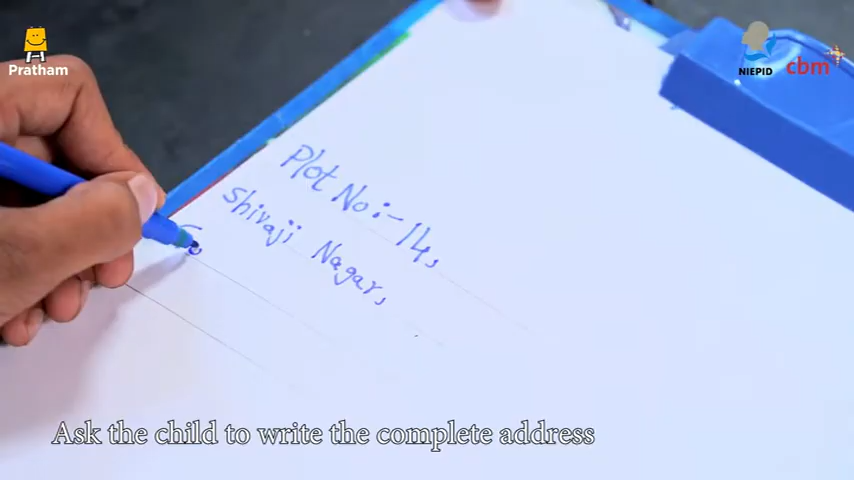 Pratham
NIEPID
cbm
Plot No:- 14,
Shivaji Nagar,
Ask the child to write the complete address